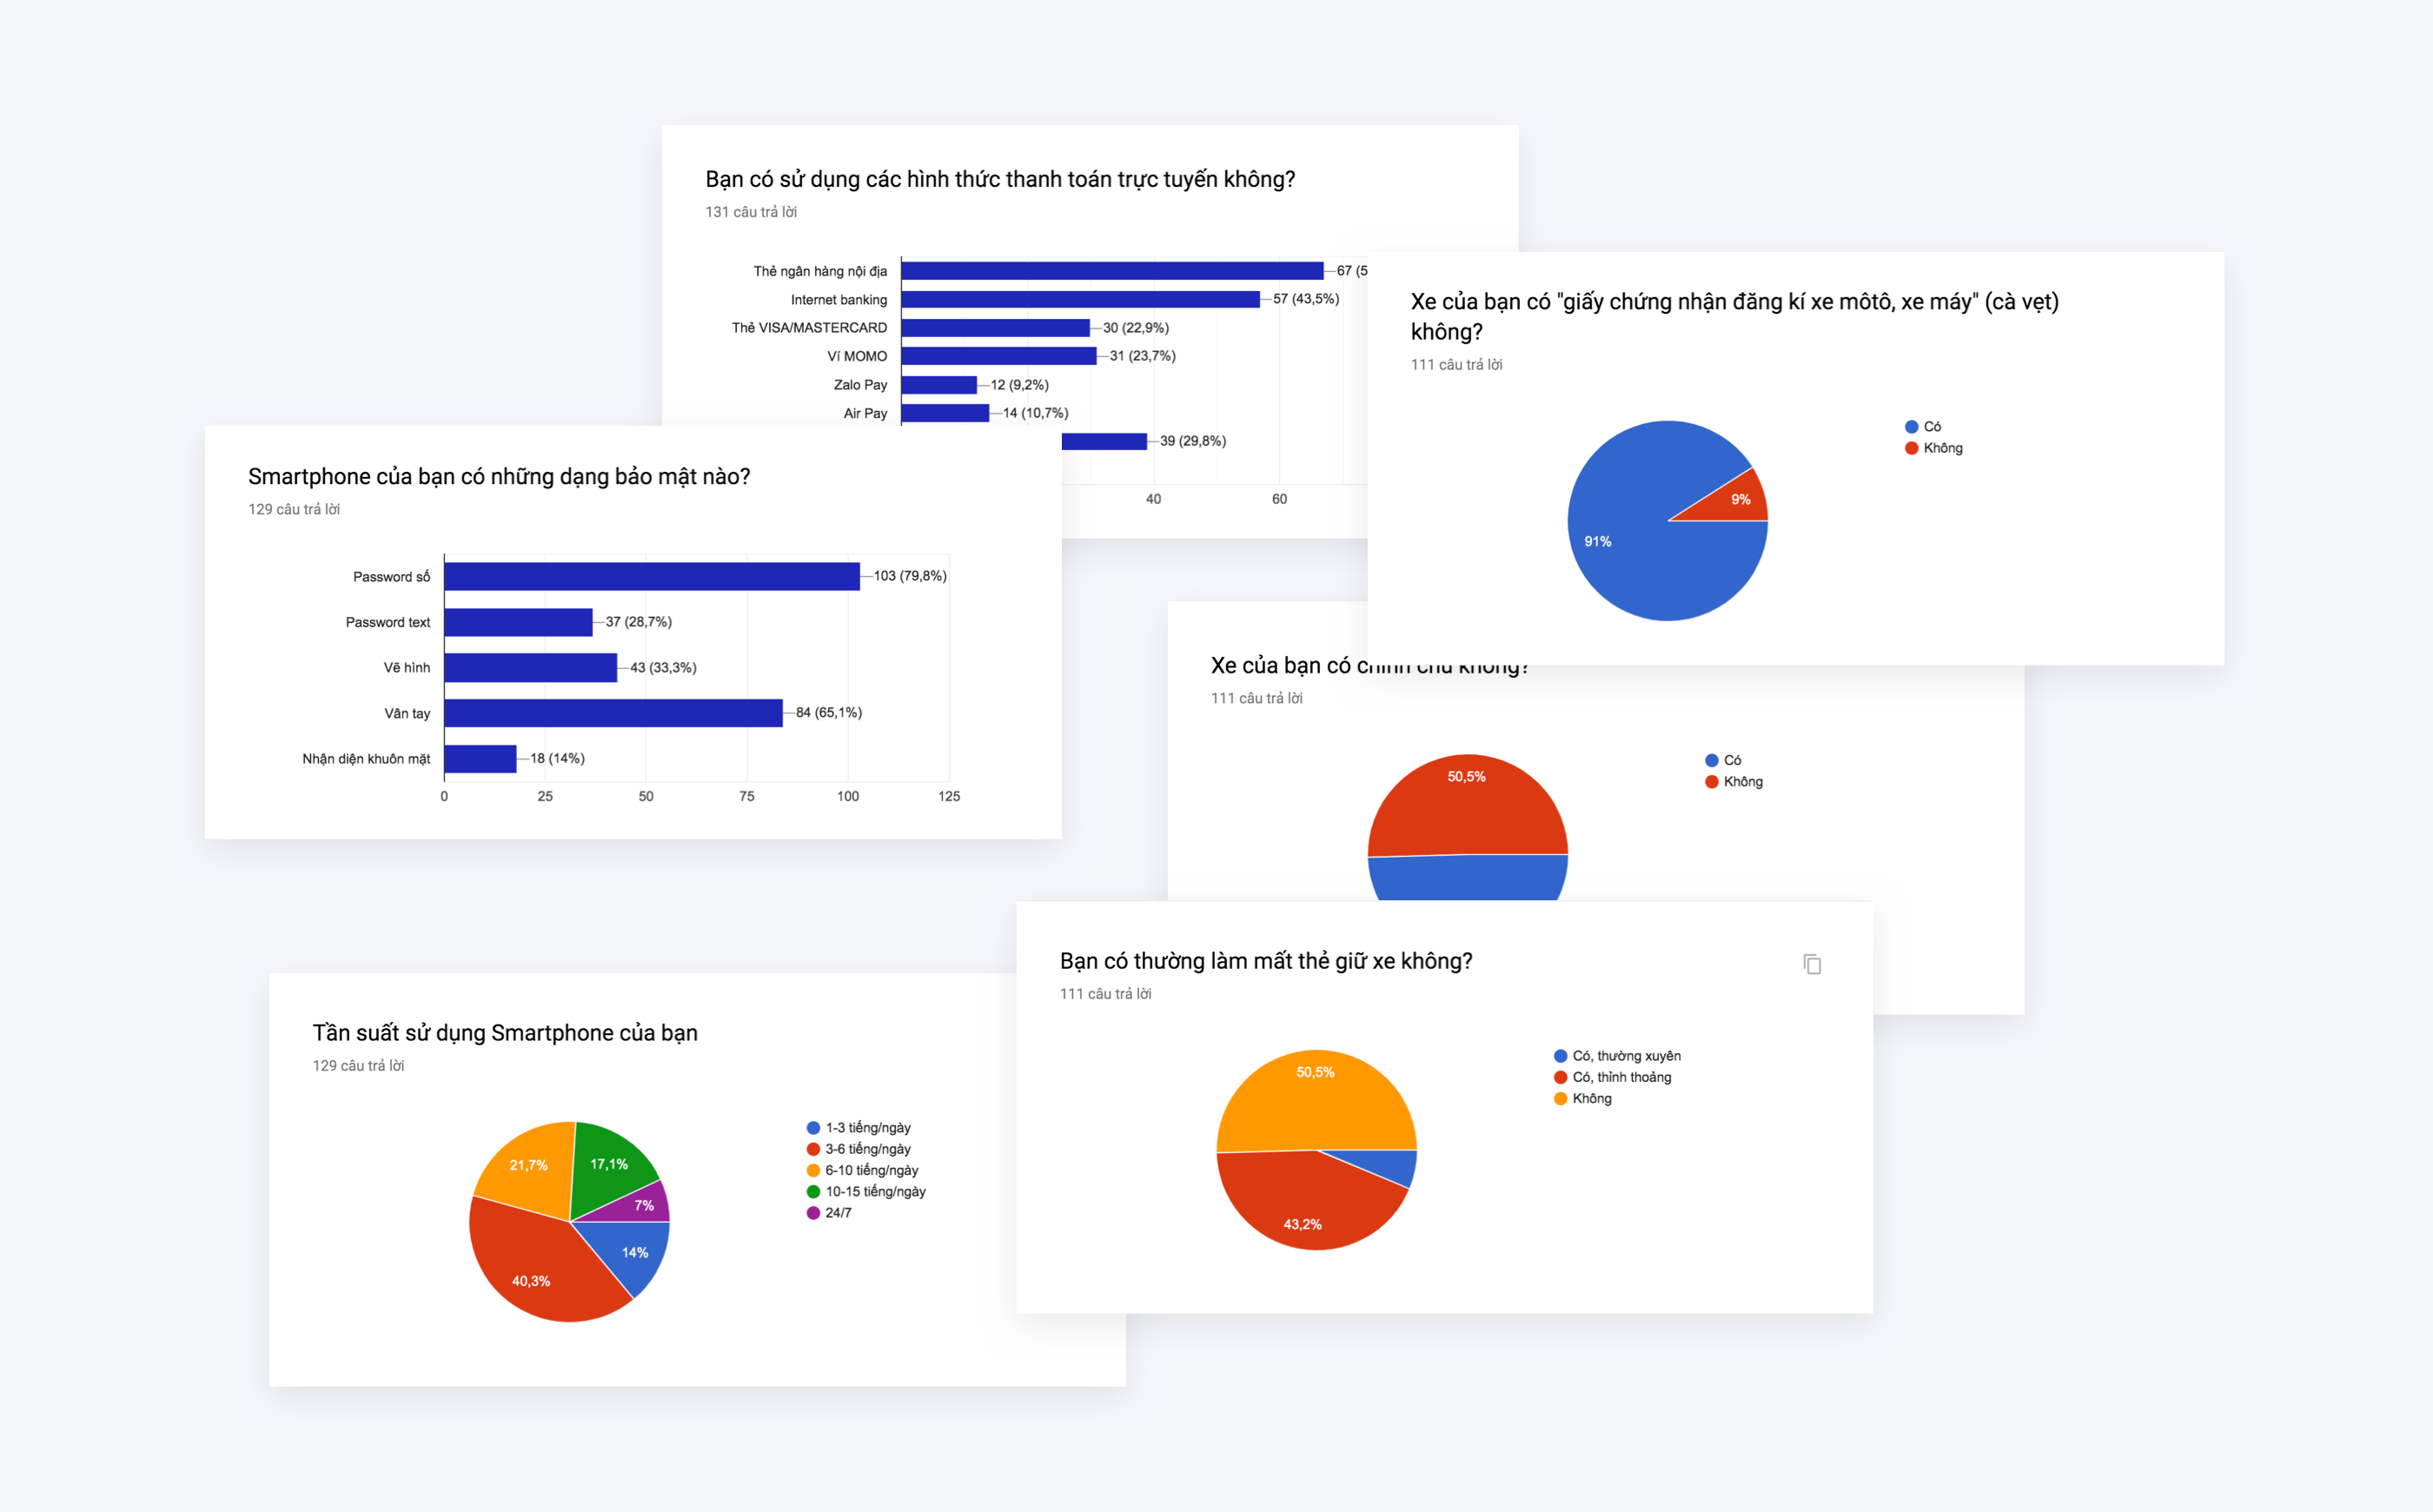 Bạn có sử dụng các hình thức thanh toán trực tuyến không?
131 câu trả lời
Thẻ ngân hàng nội địa
67 (5
Internet banking
57 (43,5%)
Thẻ VISA/MASTERCARD
30 (22,9%)
Ví MOMO
31 (23,7%)
Zalo Pay
12 (9,2%)
Air Pay
14 (10,7%)
39 (29,8%)
40
60
Xe của bạn có "giấy chứng nhận đăng kí xe môtô, xe máy" (cà vẹt)
không?
111 câu trả lời
Có
Không
9%
91%
Smartphone của bạn có những dạng bảo mật nào?
129 câu trả lời
Password số
103 (79,8%)
Password text
37 (28,7%)
Vẽ hình
43 (33,3%)
Vân tay
84 (65,1%)
Nhận diện khuôn mặt
18 (14%)
0
25
50
75
100
125
Xe của bạn có chính chủ không?
111 câu trả lời
Có
Không
50,5%
Bạn có thường làm mất thẻ giữ xe không?
111 câu trả lời
Có, thường xuyên
Có, thỉnh thoảng
Không
50,5%
43,2%
Tần suất sử dụng Smartphone của bạn
129 câu trả lời
1-3 tiếng/ngày
3-6 tiếng/ngày
6-10 tiếng/ngày
10-15 tiếng/ngày
24/7
21,7%
17,1%
7%
14%
40,3%